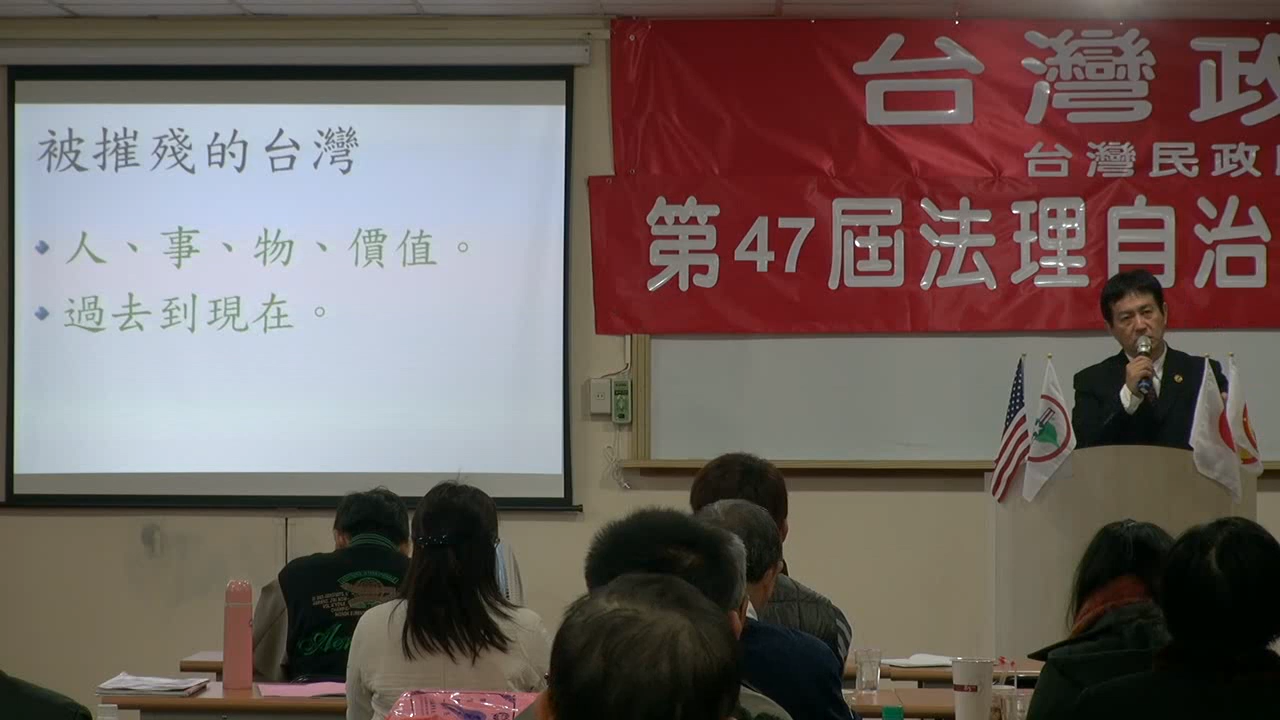 被摧殘的台灣
人、事、物、價值。
過去到現在。
台灣政
台灣民政
第47屆法理自治